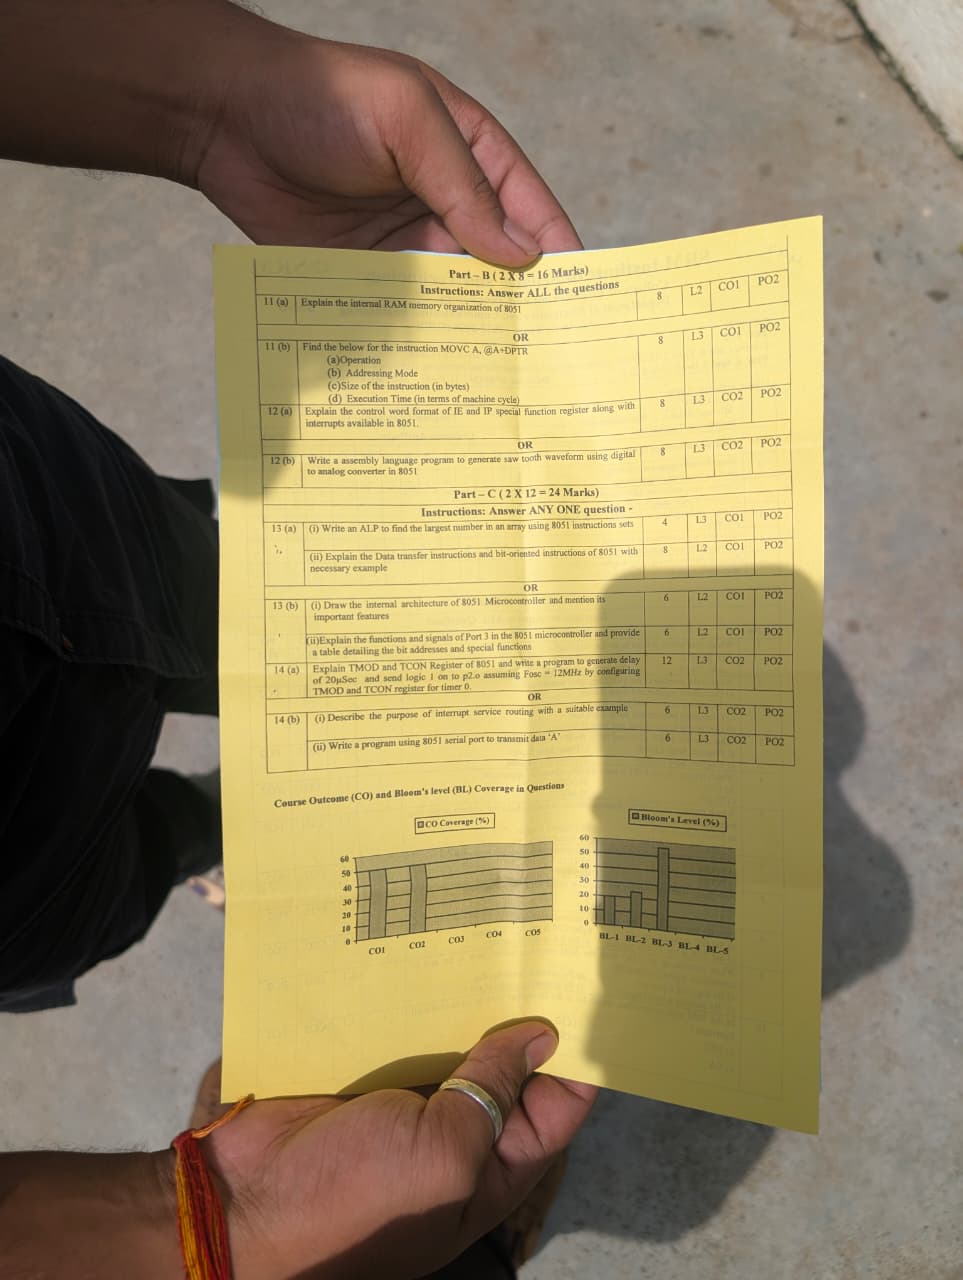 Part – B ( 2 X 8 = 16 Marks)
Instructions: Answer ALL the questions
11 (a) Explain the internal RAM memory organization of 8051 8 L2 CO1 PO2
OR
11 (b) Find the below for the instruction MOVC A, @A+DPTR 8 L3 CO1 PO2
(a)Operation
(b) Addressing Mode
(c)Size of the instruction (in bytes)
(d) Execution Time (in terms of machine cycle)
12 (a) Explain the control word format of IE and IP special function register along with 8 L3 CO2 PO2
interrupts available in 8051.
OR
12 (b) Write a assembly language program to generate saw tooth waveform using digital 8 L3 CO2 PO2
to analog converter in 8051
Part – C ( 2 X 12 = 24 Marks)
Instructions: Answer ANY ONE question -
13 (a) (i) Write an ALP to find the largest number in an array using 8051 instructions sets 4 L3 CO1 PO2
(ii) Explain the Data transfer instructions and bit-oriented instructions of 8051 with 8 L2 CO1 PO2
necessary example
OR
13 (b) (i) Draw the internal architecture of 8051 Microcontroller and mention its 6 L2 CO1 PO2
important features
(ii)Explain the functions and signals of Port 3 in the 8051 microcontroller and provide 6 L2 CO1 PO2
a table detailing the bit addresses and special functions
14 (a) Explain TMOD and TCON Register of 8051 and write a program to generate delay 12 L3 CO2 PO2
of 20µSec and send logic 1 on to p2.o assuming Fosc = 12MHz by configuring
TMOD and TCON register for timer 0.
OR
14 (b) (i) Describe the purpose of interrupt service routing with a suitable example 6 L3 CO2 PO2
(ii) Write a program using 8051 serial port to transmit data 'A' 6 L3 CO2 PO2
Course Outcome (CO) and Bloom's level (BL) Coverage in Questions
CO Coverage (%)
60
50
40
30
20
10
0
CO1 CO2 CO3 CO4 CO5
Bloom's Level (%)
60
50
40
30
20
10
0
BL-1 BL-2 BL-3 BL-4 BL-5